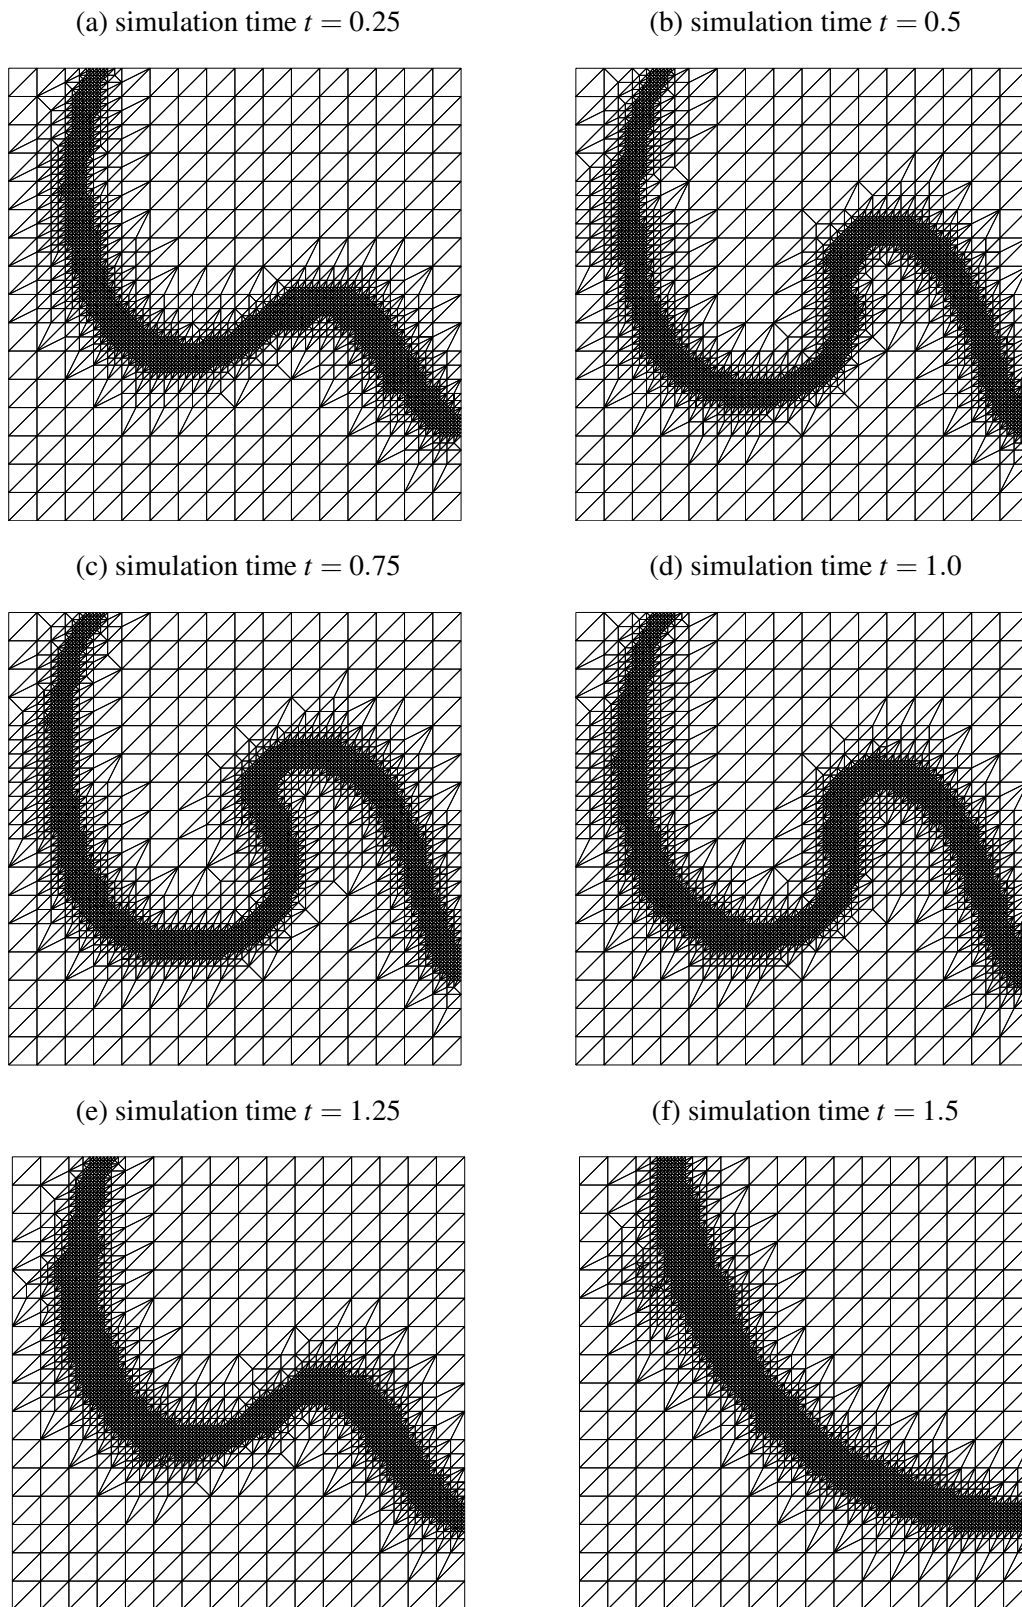 (a) simulation time t = 0.25
(b) simulation time t = 0.5
(c) simulation time t = 0.75
(d) simulation time t = 1.0
(e) simulation time t = 1.25
(f) simulation time t = 1.5